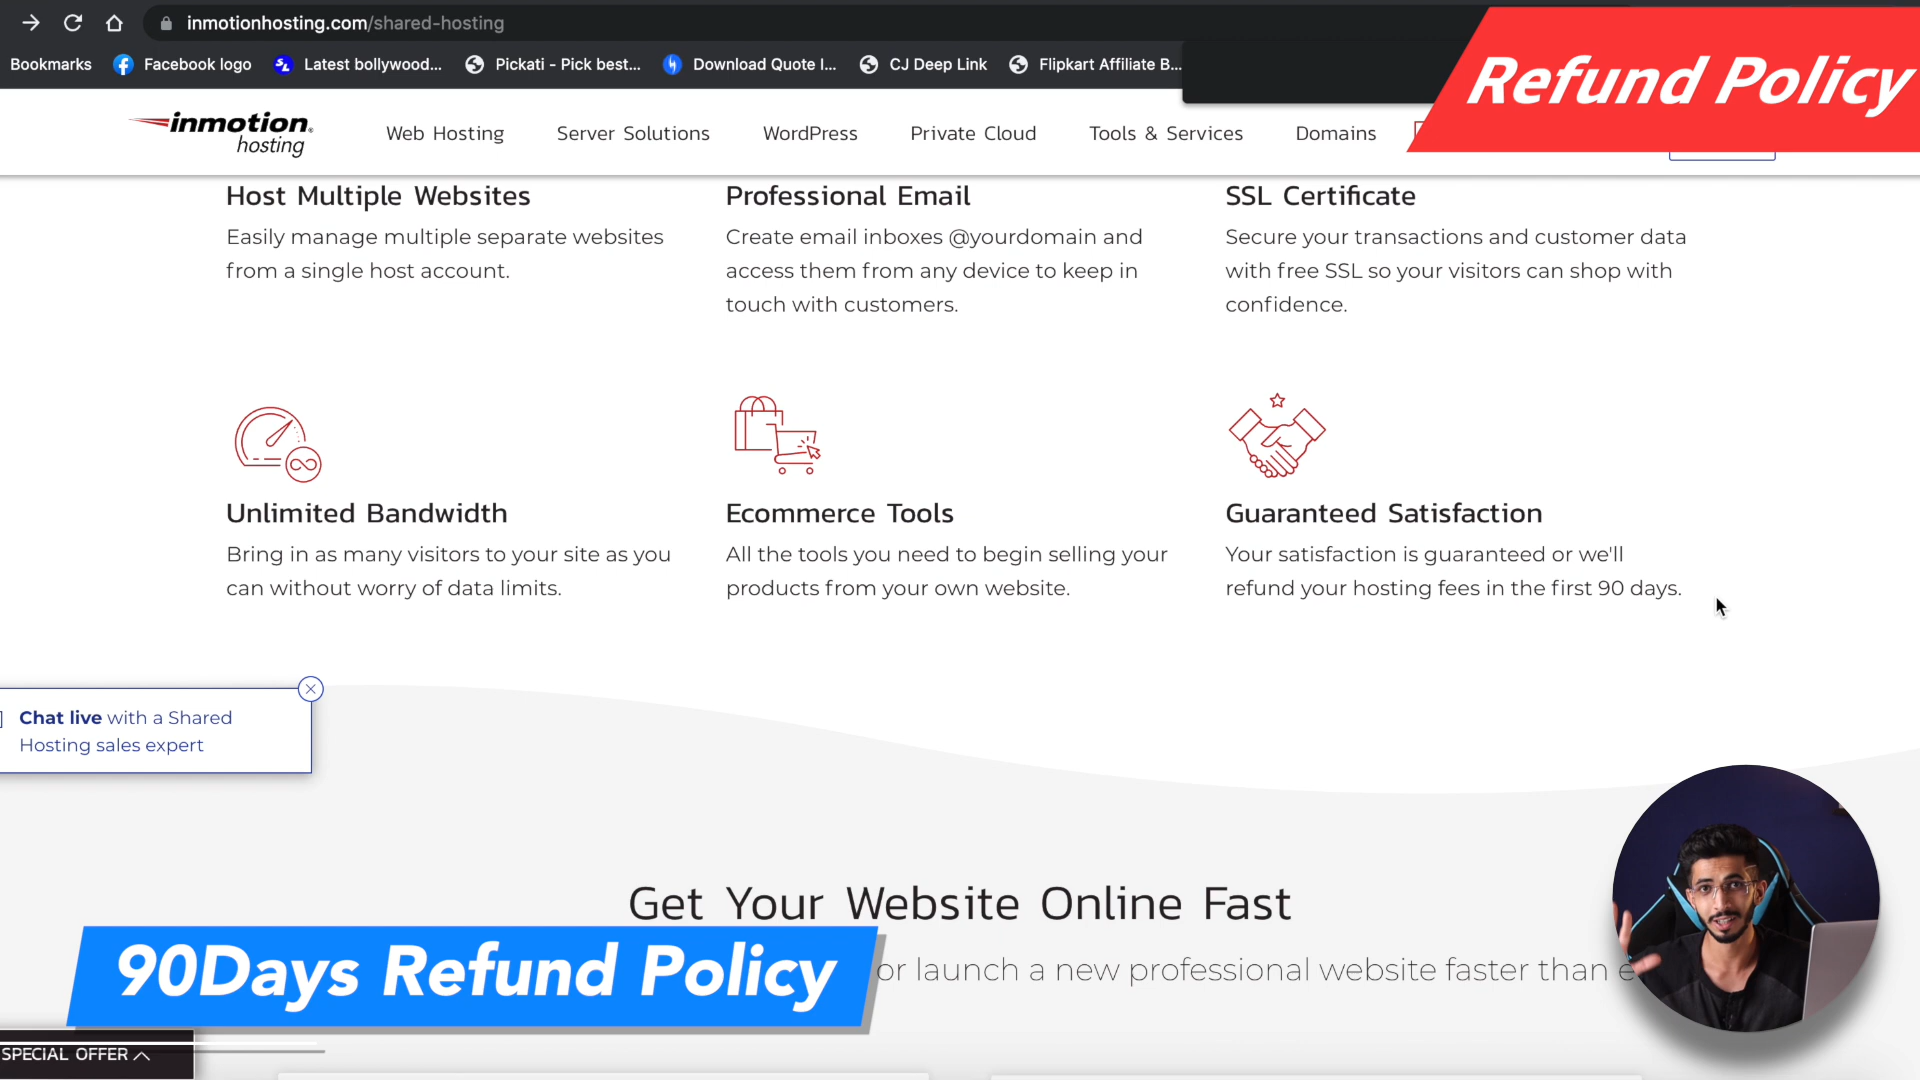 inmotionhosting.com/shared-hosting
Refund Policy
Bookmarks Facebook logo Latest bollywood... Pickati - Pick best... Download Quote I... CJ Deep Link Flipkart Affiliate B...
inmotion hosting
Web Hosting Server Solutions WordPress Private Cloud Tools & Services Domains
Host Multiple Websites
Easily manage multiple separate websites
from a single host account.
Professional Email
Create email inboxes @yourdomain and
access them from any device to keep in
touch with customers.
SSL Certificate
Secure your transactions and customer data
with free SSL so your visitors can shop with
confidence.
Unlimited Bandwidth
Bring in as many visitors to your site as you
can without worry of data limits.
Ecommerce Tools
All the tools you need to begin selling your
products from your own website.
Guaranteed Satisfaction
Your satisfaction is guaranteed or we'll
refund your hosting fees in the first 90 days.
Chat live with a Shared
Hosting sales expert
Get Your Website Online Fast
90Days Refund Policy
or launch a new professional website faster than
SPECIAL OFFER